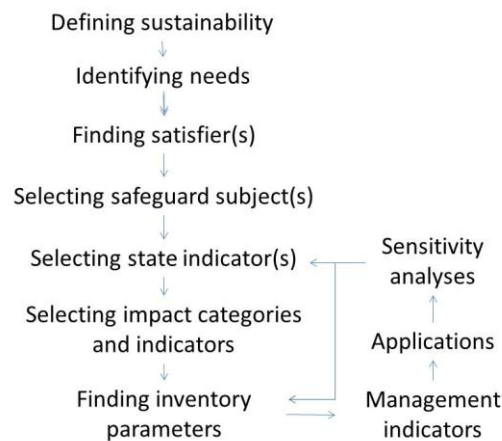 Defining sustainability
Identifying needs
Finding satisfier(s)
Selecting safeguard subject(s)
Selecting state indicator(s)
Selecting impact categories
and indicators
Finding inventory
parameters
Sensitivity
analyses
Applications
Management
indicators